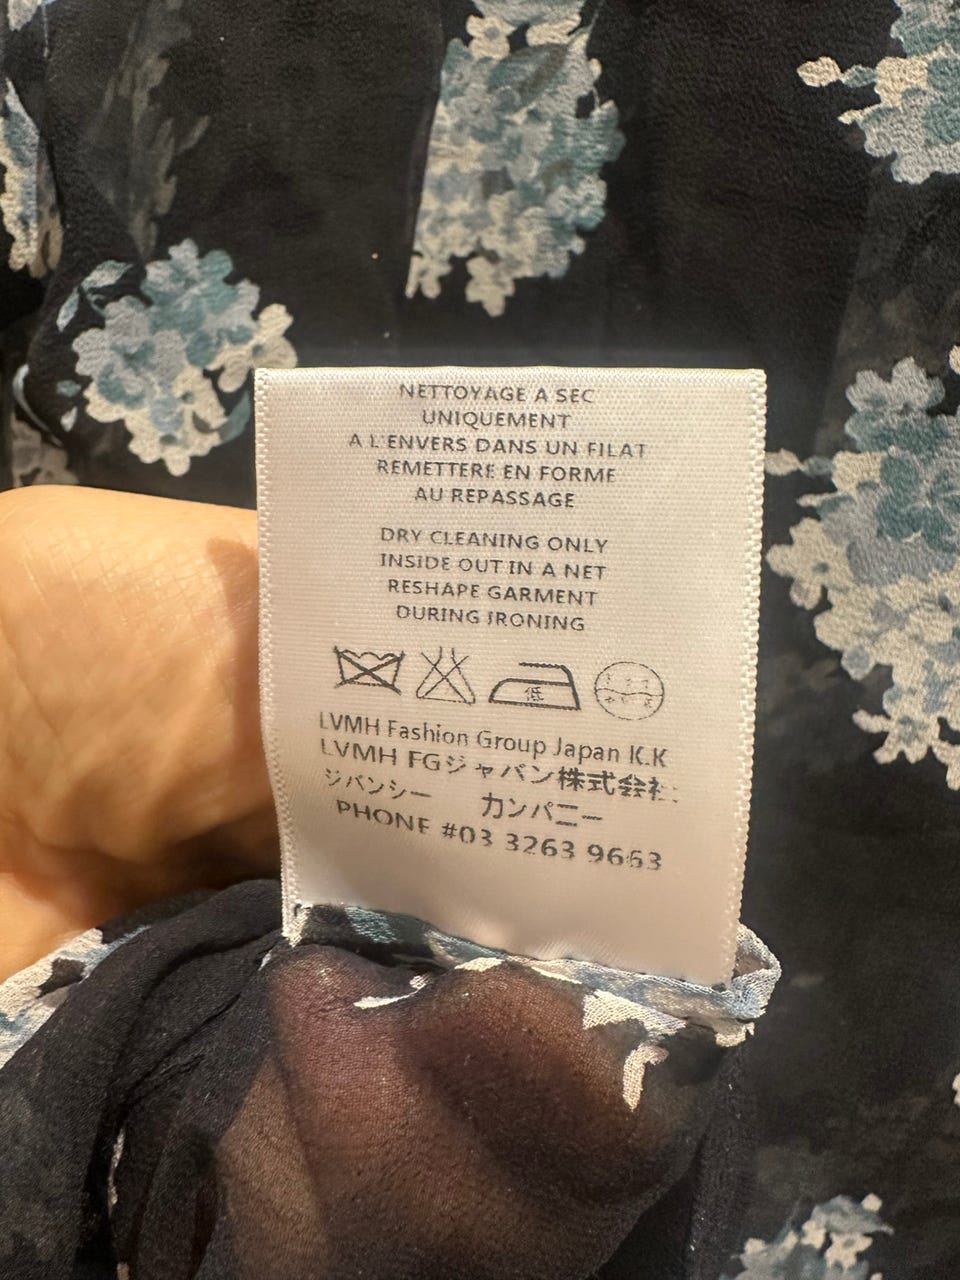 NETTOYAGE A SEC
UNIQUEMENT
A L'ENVERS DANS UN FILAT
REMETTERE EN FORME
AU REPASSAGE
DRY CLEANING ONLY
INSIDE OUT IN A NET
RESHAPE GARMENT
DURING IRONING
低
LVMH Fashion Group Japan K.K
LVMH FGジャパン株式会社
ジバンシー カンパニー
PHONE #03 3263 9663